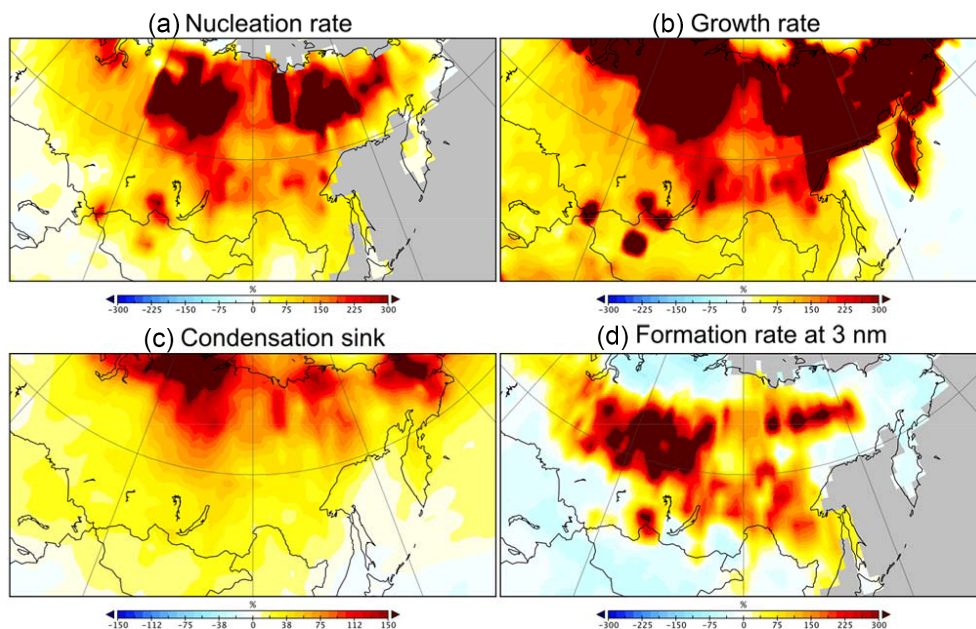 (a) Nucleation rate
(b) Growth rate
%
-300 -225 -150 -75 0 75 150 225 300
%
-300 -225 -150 -75 0 75 150 225 300
(c) Condensation sink
(d) Formation rate at 3 nm
%
-150 -112 -75 -38 0 38 75 112 150
%
-300 -225 -150 -75 0 75 150 225 300